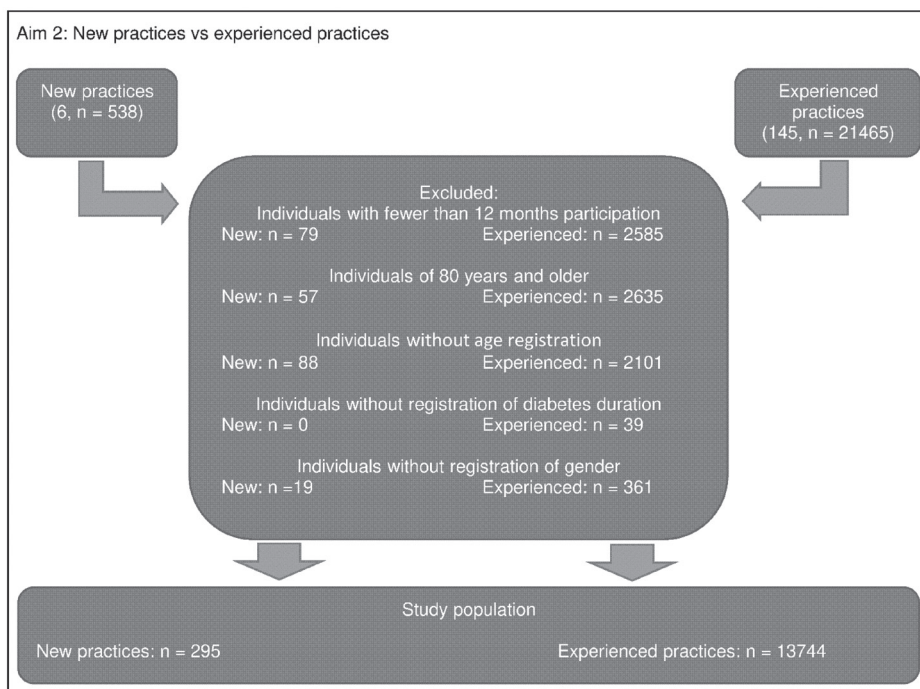 Aim 2: New practices vs experienced practices
New practices
(6, n = 538)
Experienced
practices
(145, n = 21465)
Excluded:
Individuals with fewer than 12 months participation
New: n = 79 Experienced: n = 2585
Individuals of 80 years and older
New: n = 57 Experienced: n = 2635
Individuals without age registration
New: n = 88 Experienced: n = 2101
Individuals without registration of diabetes duration
New: n = 0 Experienced: n = 39
Individuals without registration of gender
New: n =19 Experienced: n = 361
Study population
New practices: n = 295 Experienced practices: n = 13744